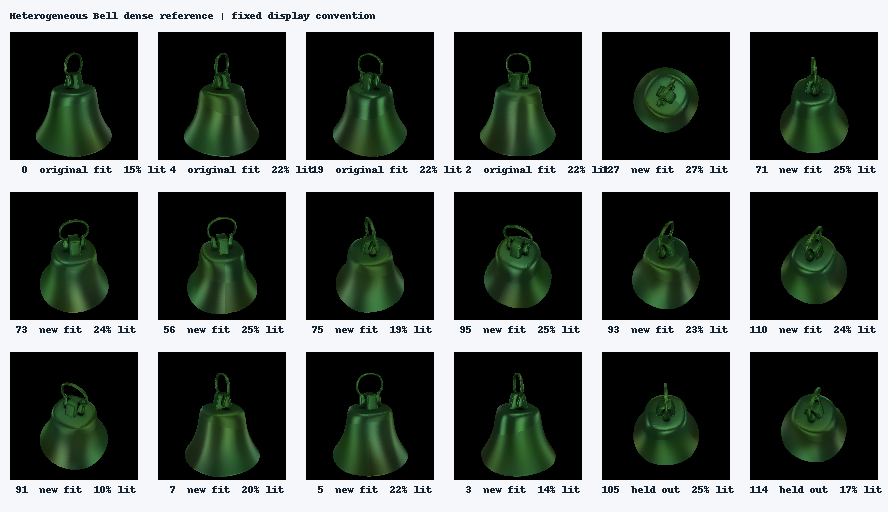 Heterogeneous Bell dense reference | fixed display convention
0 original fit 15% lit 4 original fit 22% lit 19 original fit 22% lit 2 original fit 22% lit 127 new fit 27% lit 71 new fit 25% lit
73 new fit 24% lit 56 new fit 25% lit 75 new fit 19% lit 95 new fit 25% lit 93 new fit 23% lit 110 new fit 24% lit
91 new fit 10% lit 7 new fit 20% lit 5 new fit 22% lit 3 new fit 14% lit 105 held out 25% lit 114 held out 17% lit